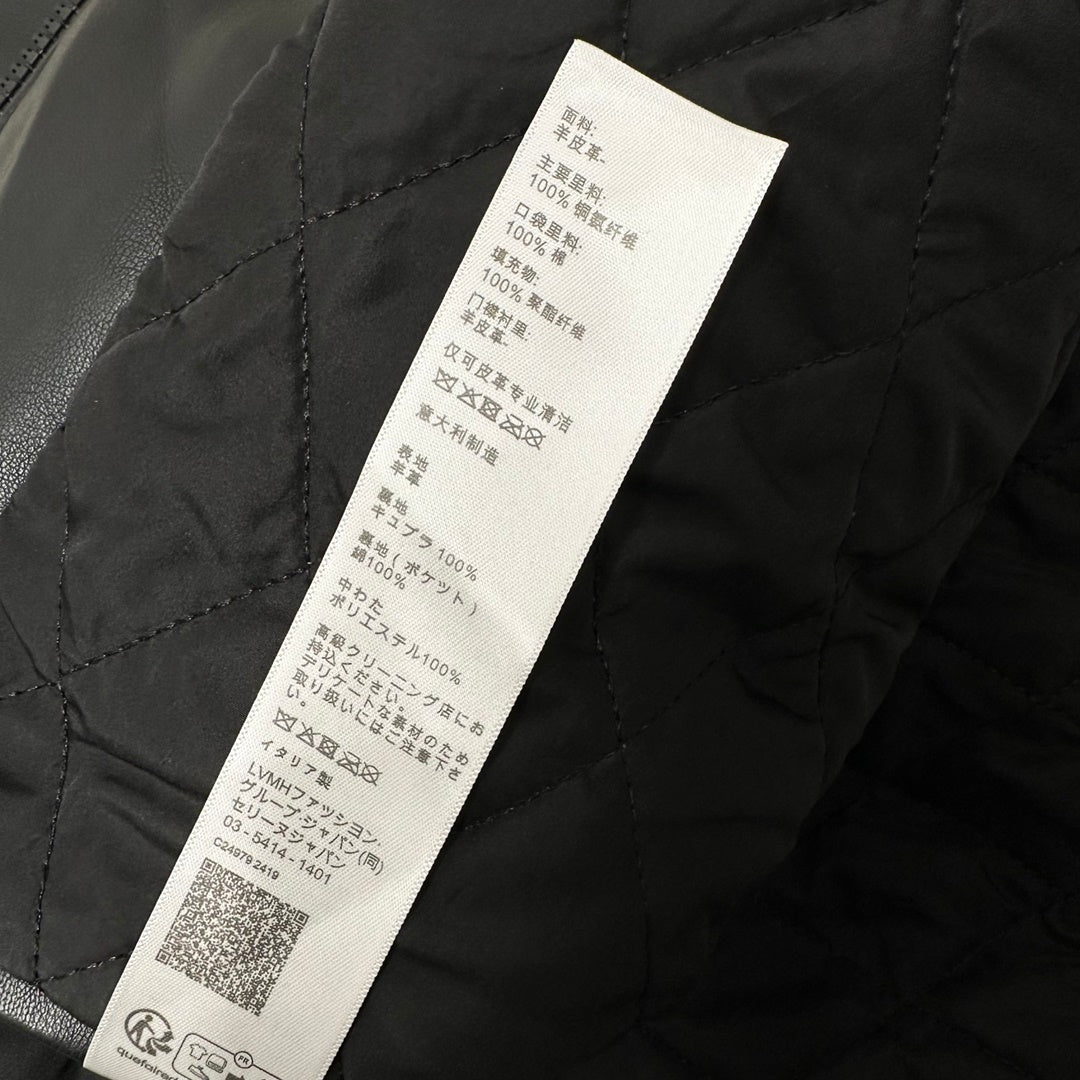 面料:
羊皮革-
主要里料:
100% 铜氨纤维
口袋里料:
100% 棉
填充物:
100% 聚酯纤维
门襟衬里:
羊皮革-
仅可皮革专业清洁
意大利制造
表地
羊革
裏地
キュプラ 100%
裏地 ( ポケット )
綿100%
中わた
ポリエステル100%
高級クリーニング店にお
持込ください。
デリケートな素材のため
取り扱いにはご注意下さ
い。
イタリア製
LVMHファッション
グループ・ジャパン(同)
セリーヌジャパン
03 - 5414 - 1401
C24979 2419
FR